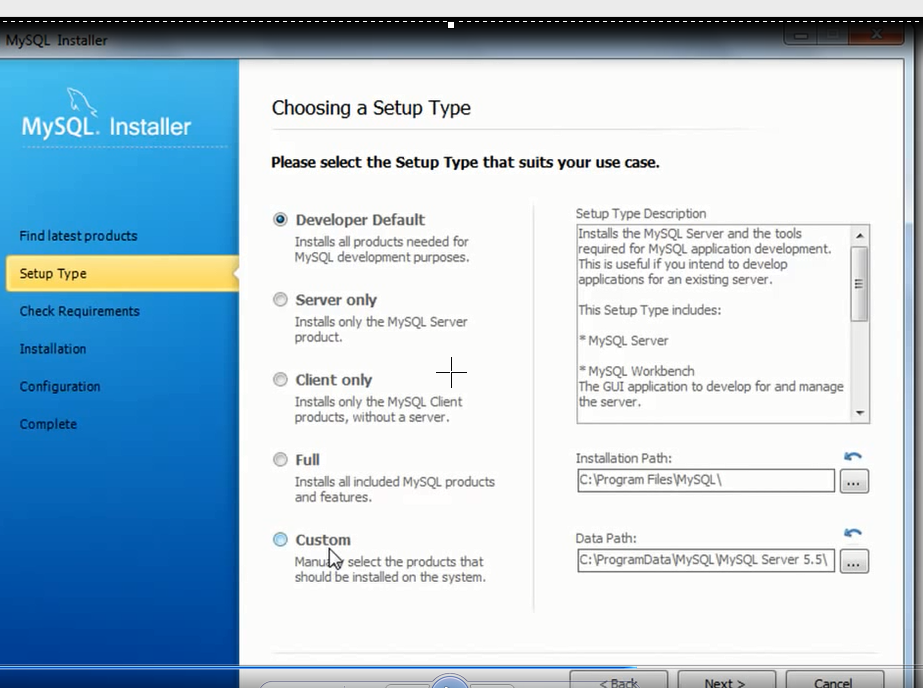 MySQL Installer
MySQL. Installer
Find latest products
Setup Type
Check Requirements
Installation
Configuration
Complete
Choosing a Setup Type
Please select the Setup Type that suits your use case.
Developer Default
Installs all products needed for
MySQL development purposes.
Server only
Installs only the MySQL Server
product.
Client only
Installs only the MySQL Client
products, without a server.
Full
Installs all included MySQL products
and features.
Custom
select the products that
should be installed on the system.
Setup Type Description
Installs the MySQL Server and the tools
required for MySQL application development.
This is useful if you intend to develop
applications for an existing server.
This Setup Type includes:
* MySQL Server
* MySQL Workbench
The GUI application to develop for and manage
the server.
Installation Path:
C:\Program Files\MySQL\
...
Data Path:
C:\ProgramData\MySQL\MySQL Server 5.5\
...
< Back
Next >
Cancel